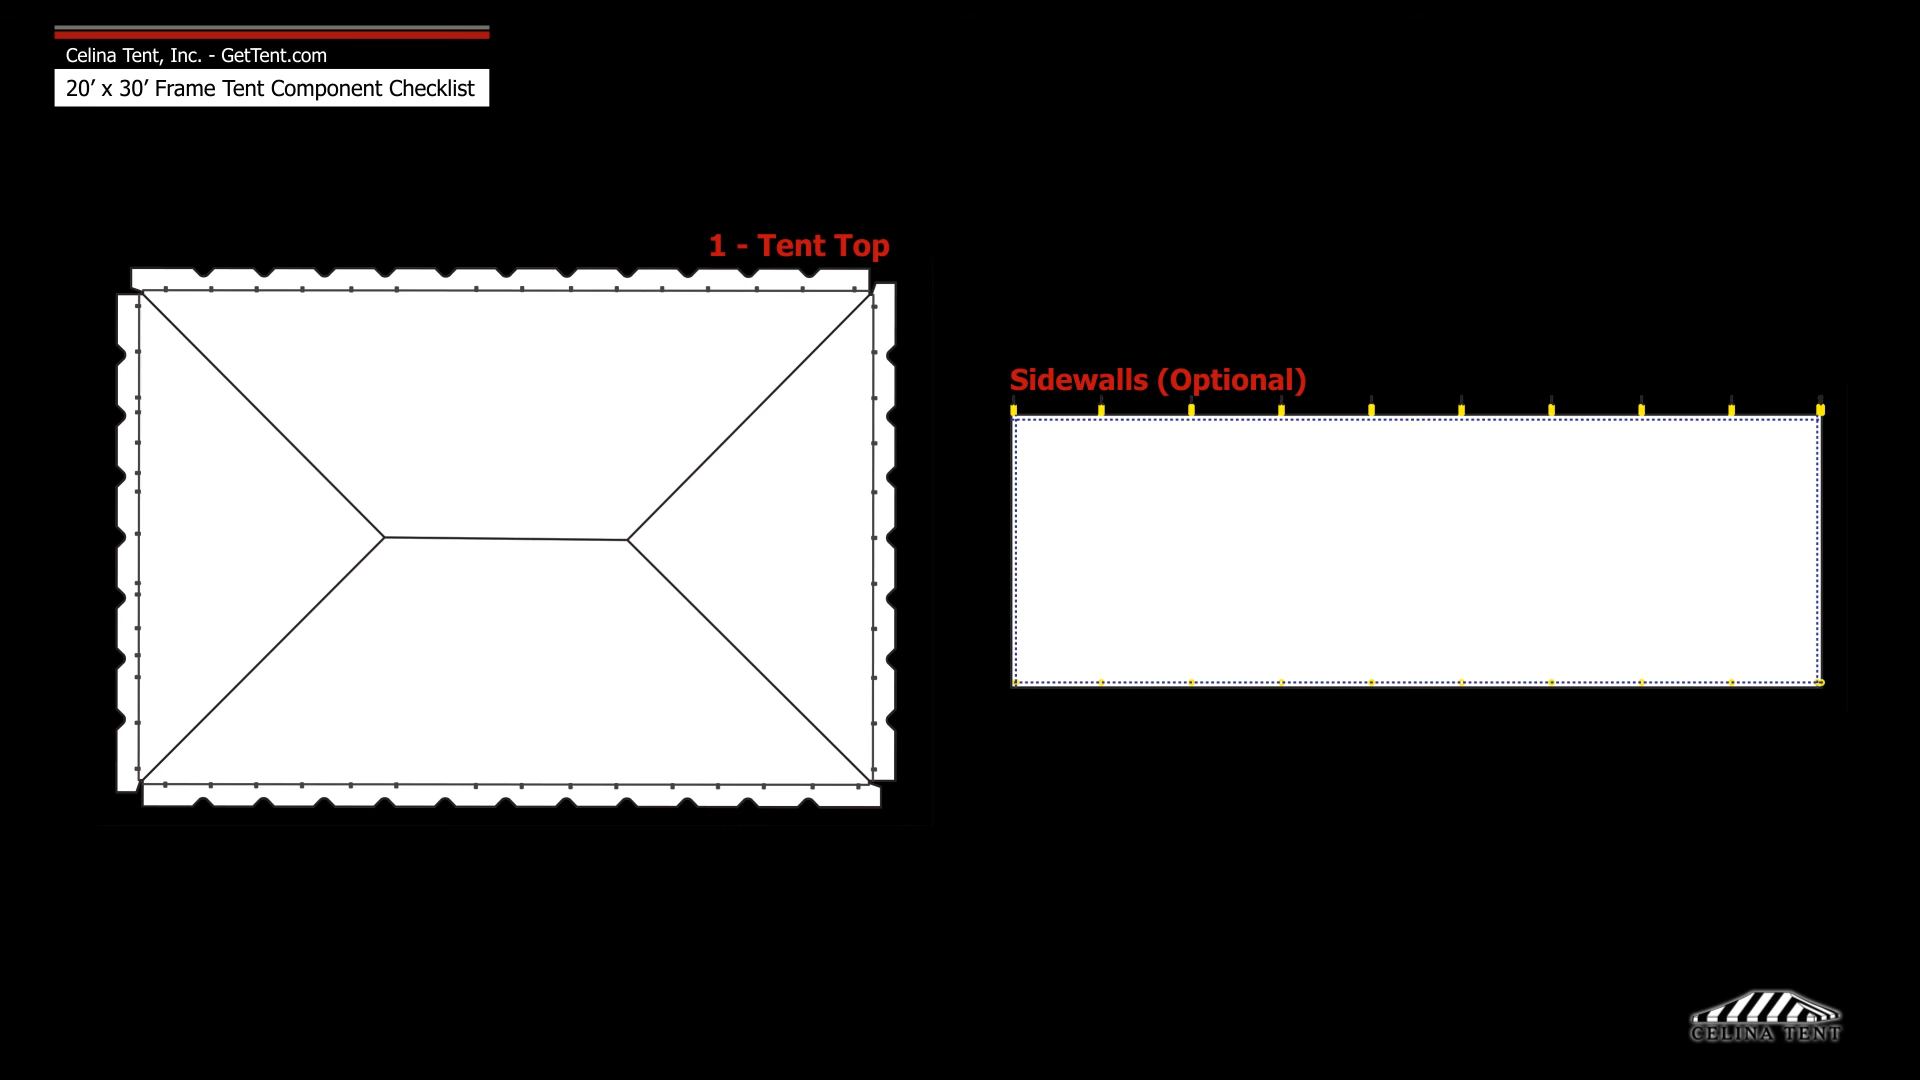 Celina Tent, Inc. - GetTent.com
20’ x 30’ Frame Tent Component Checklist
1 - Tent Top
Sidewalls (Optional)
CELINA TENT